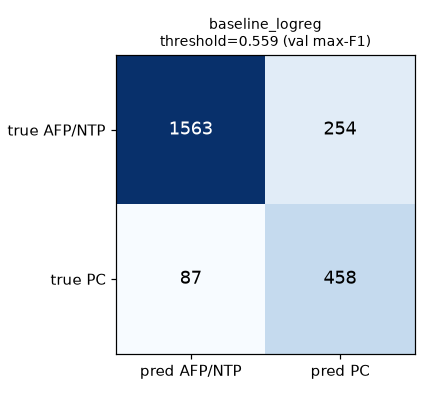 baseline_logreg
threshold=0.559 (val max-F1)
true AFP/NTP
1563
254
true PC
87
458
pred AFP/NTP
pred PC